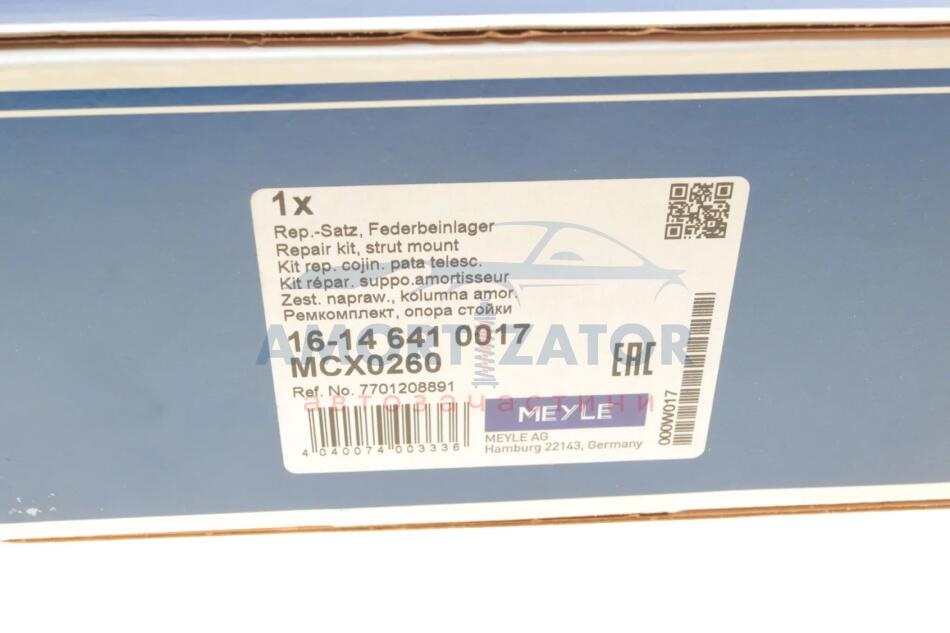 1x
Rep.-Satz, Federbeinlager
Repair kit, strut mount
Kit rep. cojin. pata telesc.
Kit répar. suppo.amortisseur
Zest. napraw., kolumna amor.
Ремкомплект, опора стойки
16-14 641 0017
MCX0260
Ref. No. 7701208891
4 040074 003336
MEYLE
MEYLE AG
Hamburg 22143, Germany
EAC
000W017
AMORTIZATOR
автозапчастини